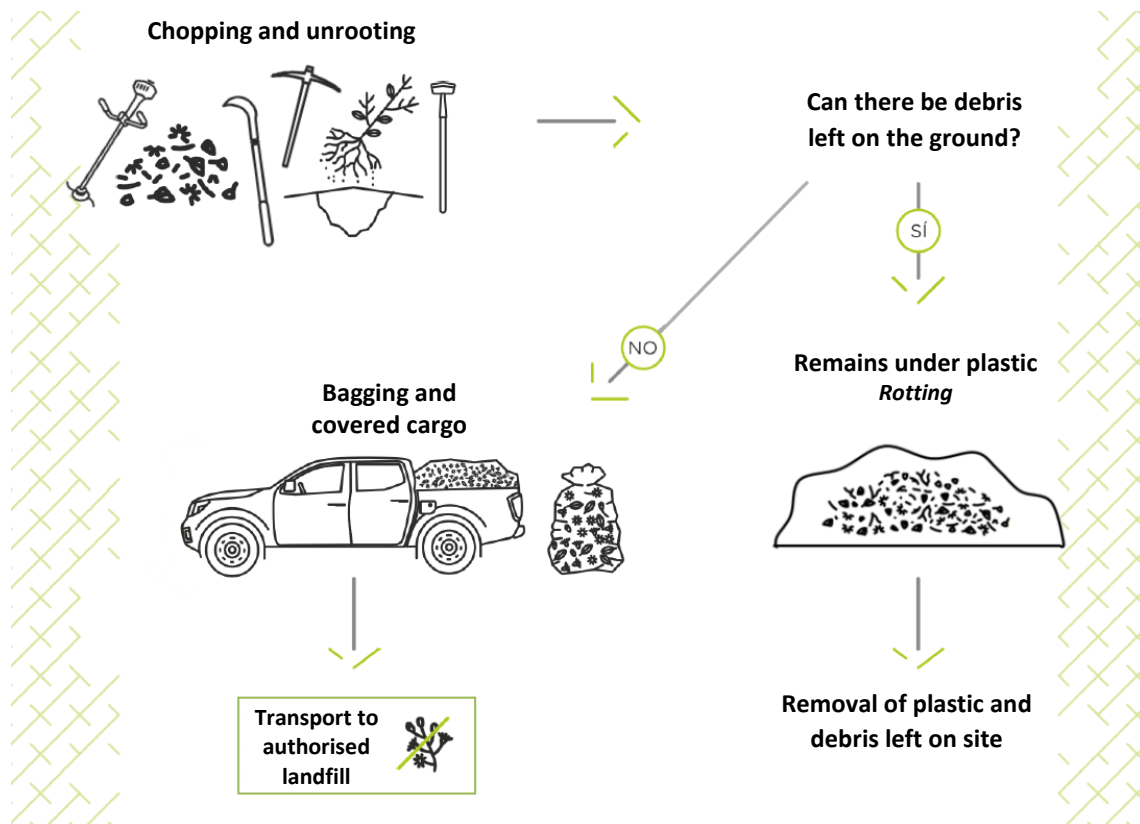 Chopping and unrooting
Can there be debris
left on the ground?
SÍ
NO
Remains under plastic
Rotting
Bagging and
covered cargo
Transport to
authorised
landfill
Removal of plastic and
debris left on site